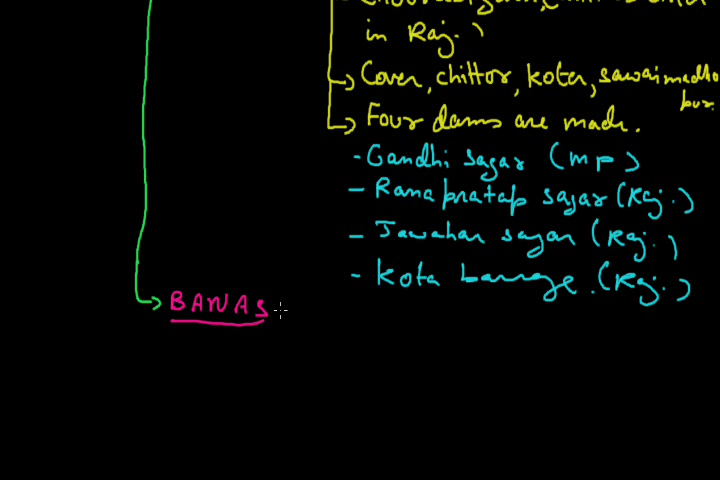 in Raj.)
→ Cover, chittor, kota, sawaimadho
pur.
→ Four dams are made.
- Gandhi sagar (MP)
- Rana pratap sagar (Raj.)
- Jawahar sagar (Raj.)
- Kota barrage. (Raj.)
→ BANAS